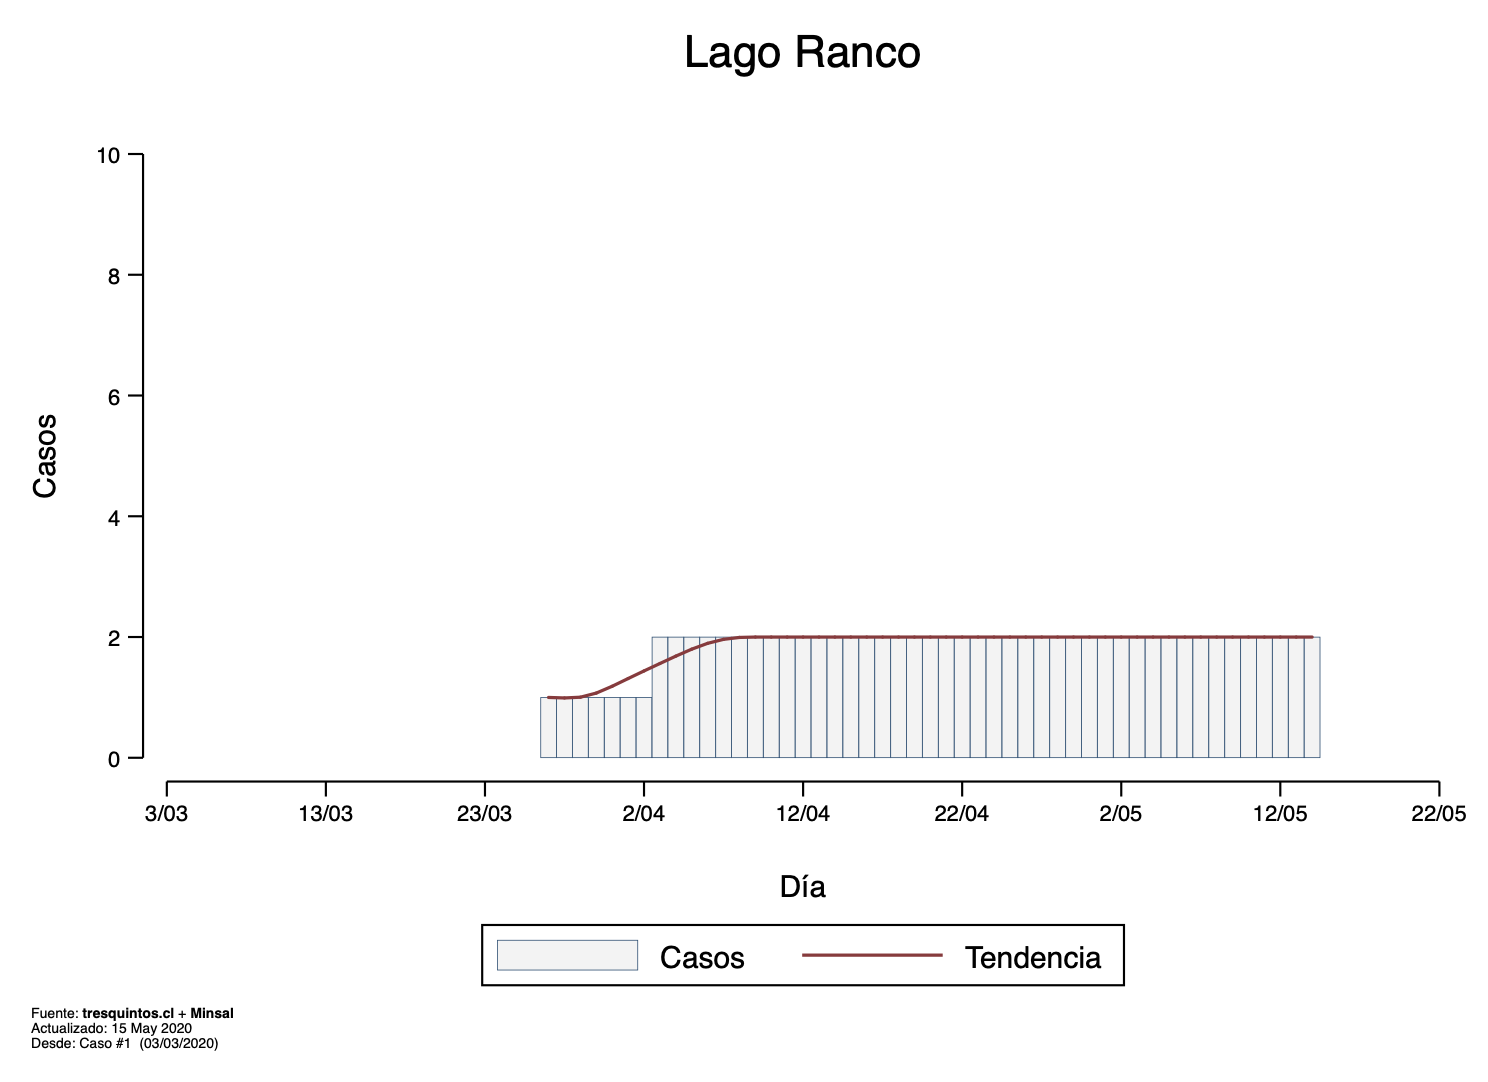 Lago Ranco
Casos
10
8
6
4
2
0
3/03 13/03 23/03 2/04 12/04 22/04 2/05 12/05 22/05
Día
Casos Tendencia
Fuente: tresquintos.cl + Minsal
Actualizado: 15 May 2020
Desde: Caso #1 (03/03/2020)